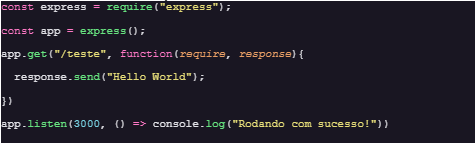 const express = require("express");
const app = express();
app.get("/teste", function(require, response){
  response.send("Hello World");
})
app.listen(3000, () => console.log("Rodando com sucesso!"))